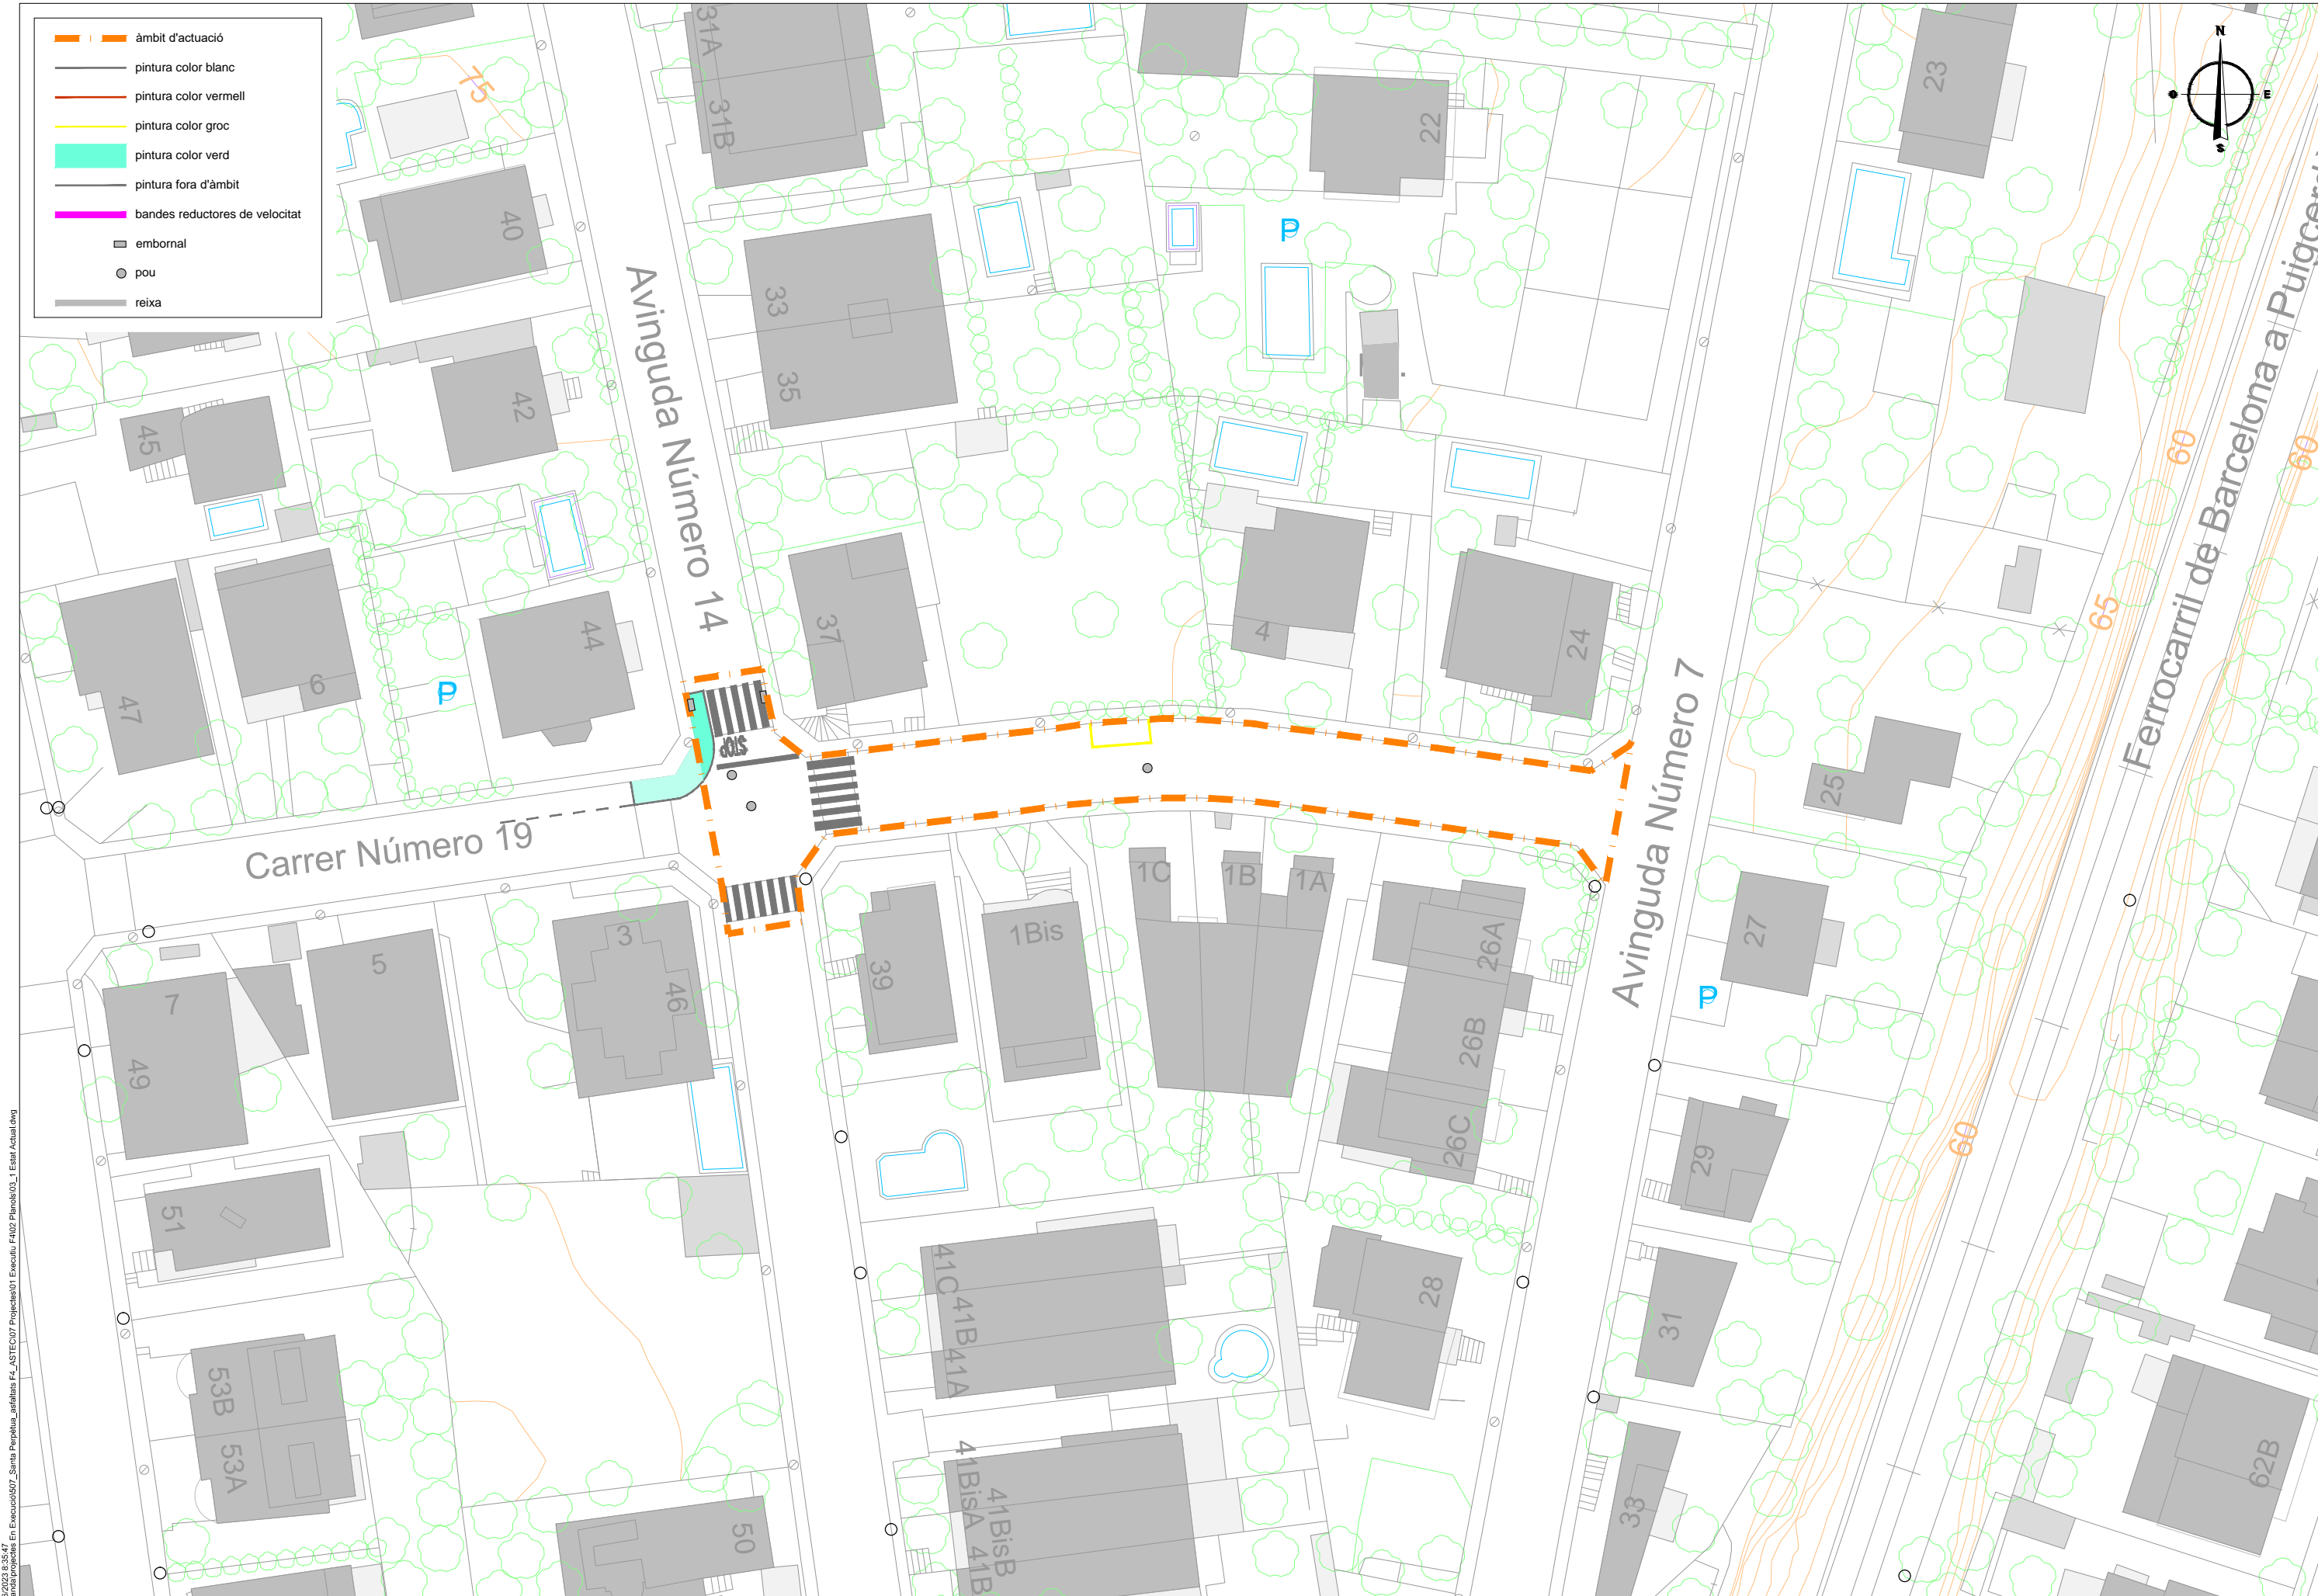 àmbit d'actuació
pintura color blanc
pintura color vermell
pintura color groc
pintura color verd
pintura fora d'àmbit
bandes reductores de velocitat
embornal
pou
reixa
N
E
S
75
31A
31B
22
23
40
P
33
35
42
45
Avinguda Número 14
Ferrocarril de Barcelona a Puigcerdà
60
60
65
47
6
44
P
37
4
24
Avinguda Número 7
STOP
25
Carrer Número 19
1C
1B
1A
3
46
39
1Bis
26A
26B
26C
27
P
5
7
49
29
60
51
41C
41B
41A
28
31
53B
53A
41BisA
41BisB
41B
50
33
62B